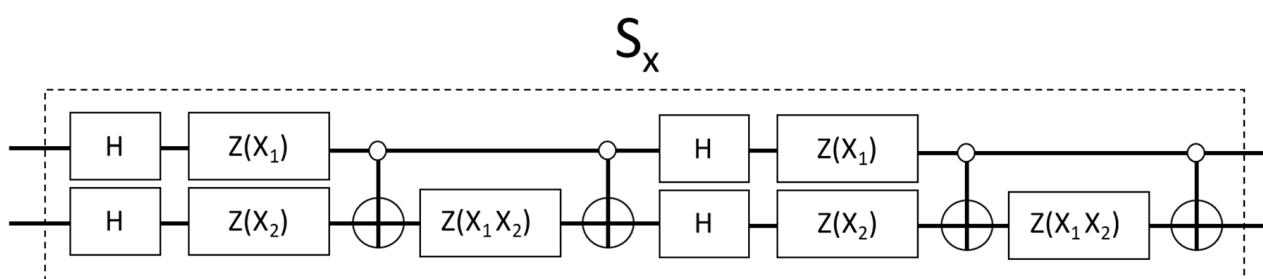 Sₓ
H Z(X₁) H Z(X₁)
H Z(X₂) Z(X₁X₂) H Z(X₂) Z(X₁X₂)